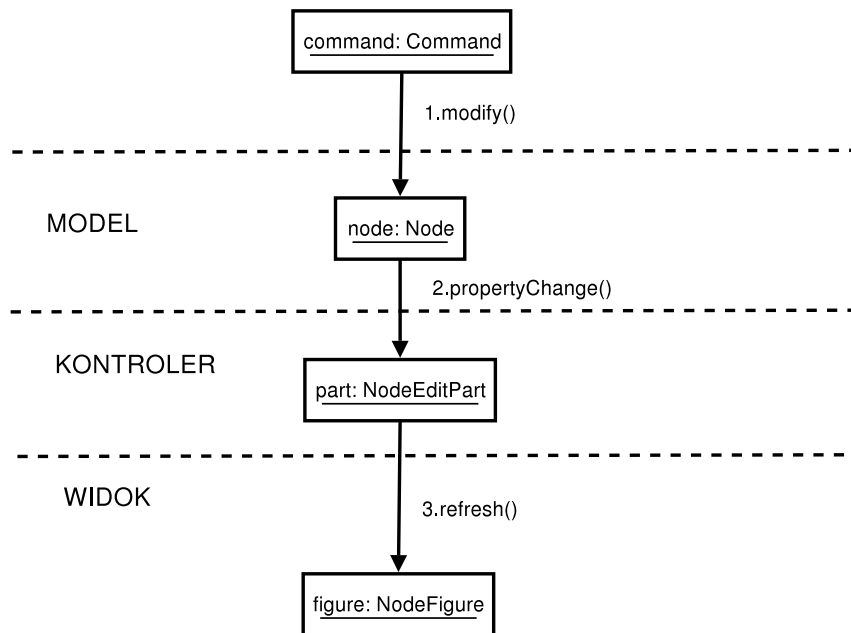 command: Command
1.modify()
MODEL
node: Node
2.propertyChange()
KONTROLER
part: NodeEditPart
WIDOK
3.refresh()
figure: NodeFigure